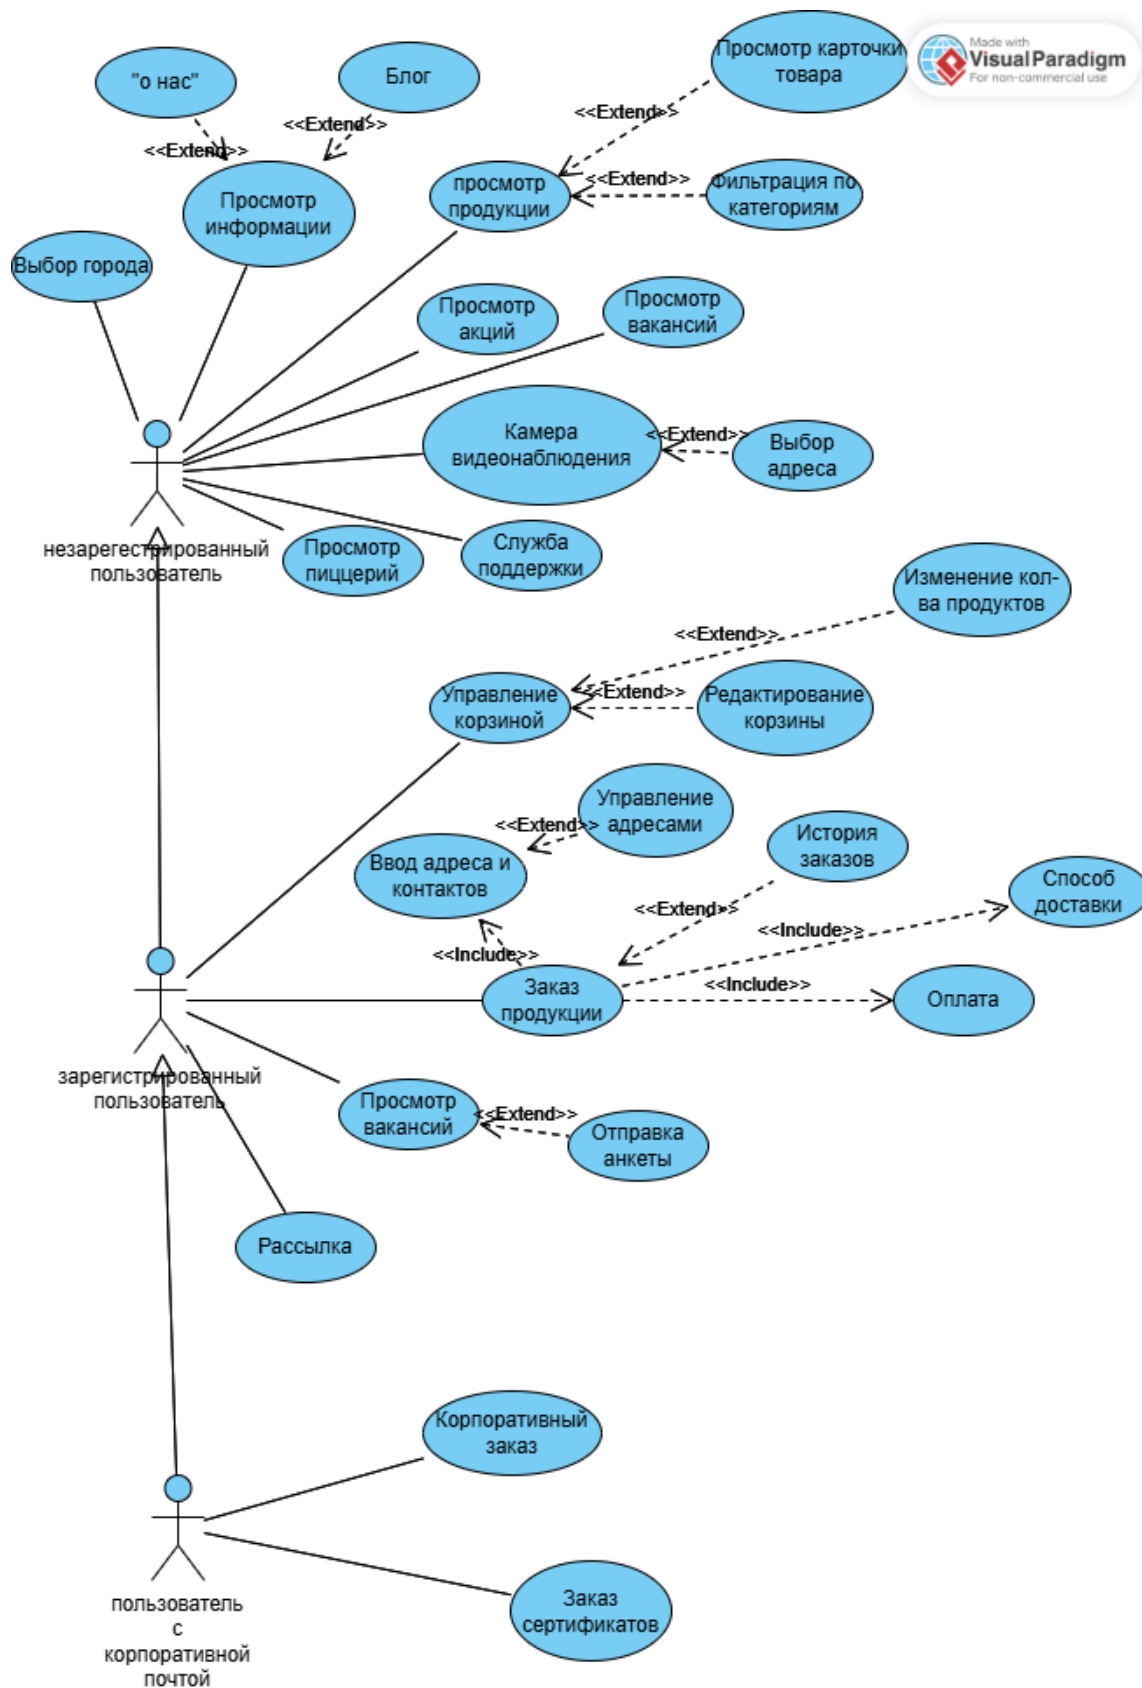 Made with
Visual Paradigm
For non-commercial use
Просмотр карточки
товара
"о нас"
Блог
<<Extend>>
<<Extend>>
<<Extend>>
Просмотр
информации
просмотр
продукции
<<Extend>>
Фильтрация по
категориям
Выбор города
Просмотр
акций
Просмотр
вакансий
Камера
видеонаблюдения
<<Extend>>
Выбор
адреса
незарегестрированный
пользователь
Просмотр
пиццерий
Служба
поддержки
Изменение кол-
ва продуктов
<<Extend>>
Управление
корзиной
<<Extend>>
Редактирование
корзины
Управление
адресами
<<Extend>>
История
заказов
Ввод адреса и
контактов
Способ
доставки
<<Extend>>
<<Include>>
<<Include>>
Заказ
продукции
<<Include>>
Оплата
зарегистрированный
пользователь
Просмотр
вакансий
<<Extend>>
Отправка
анкеты
Рассылка
Корпоративный
заказ
Заказ
сертификатов
пользователь
с
корпоративной
почтой